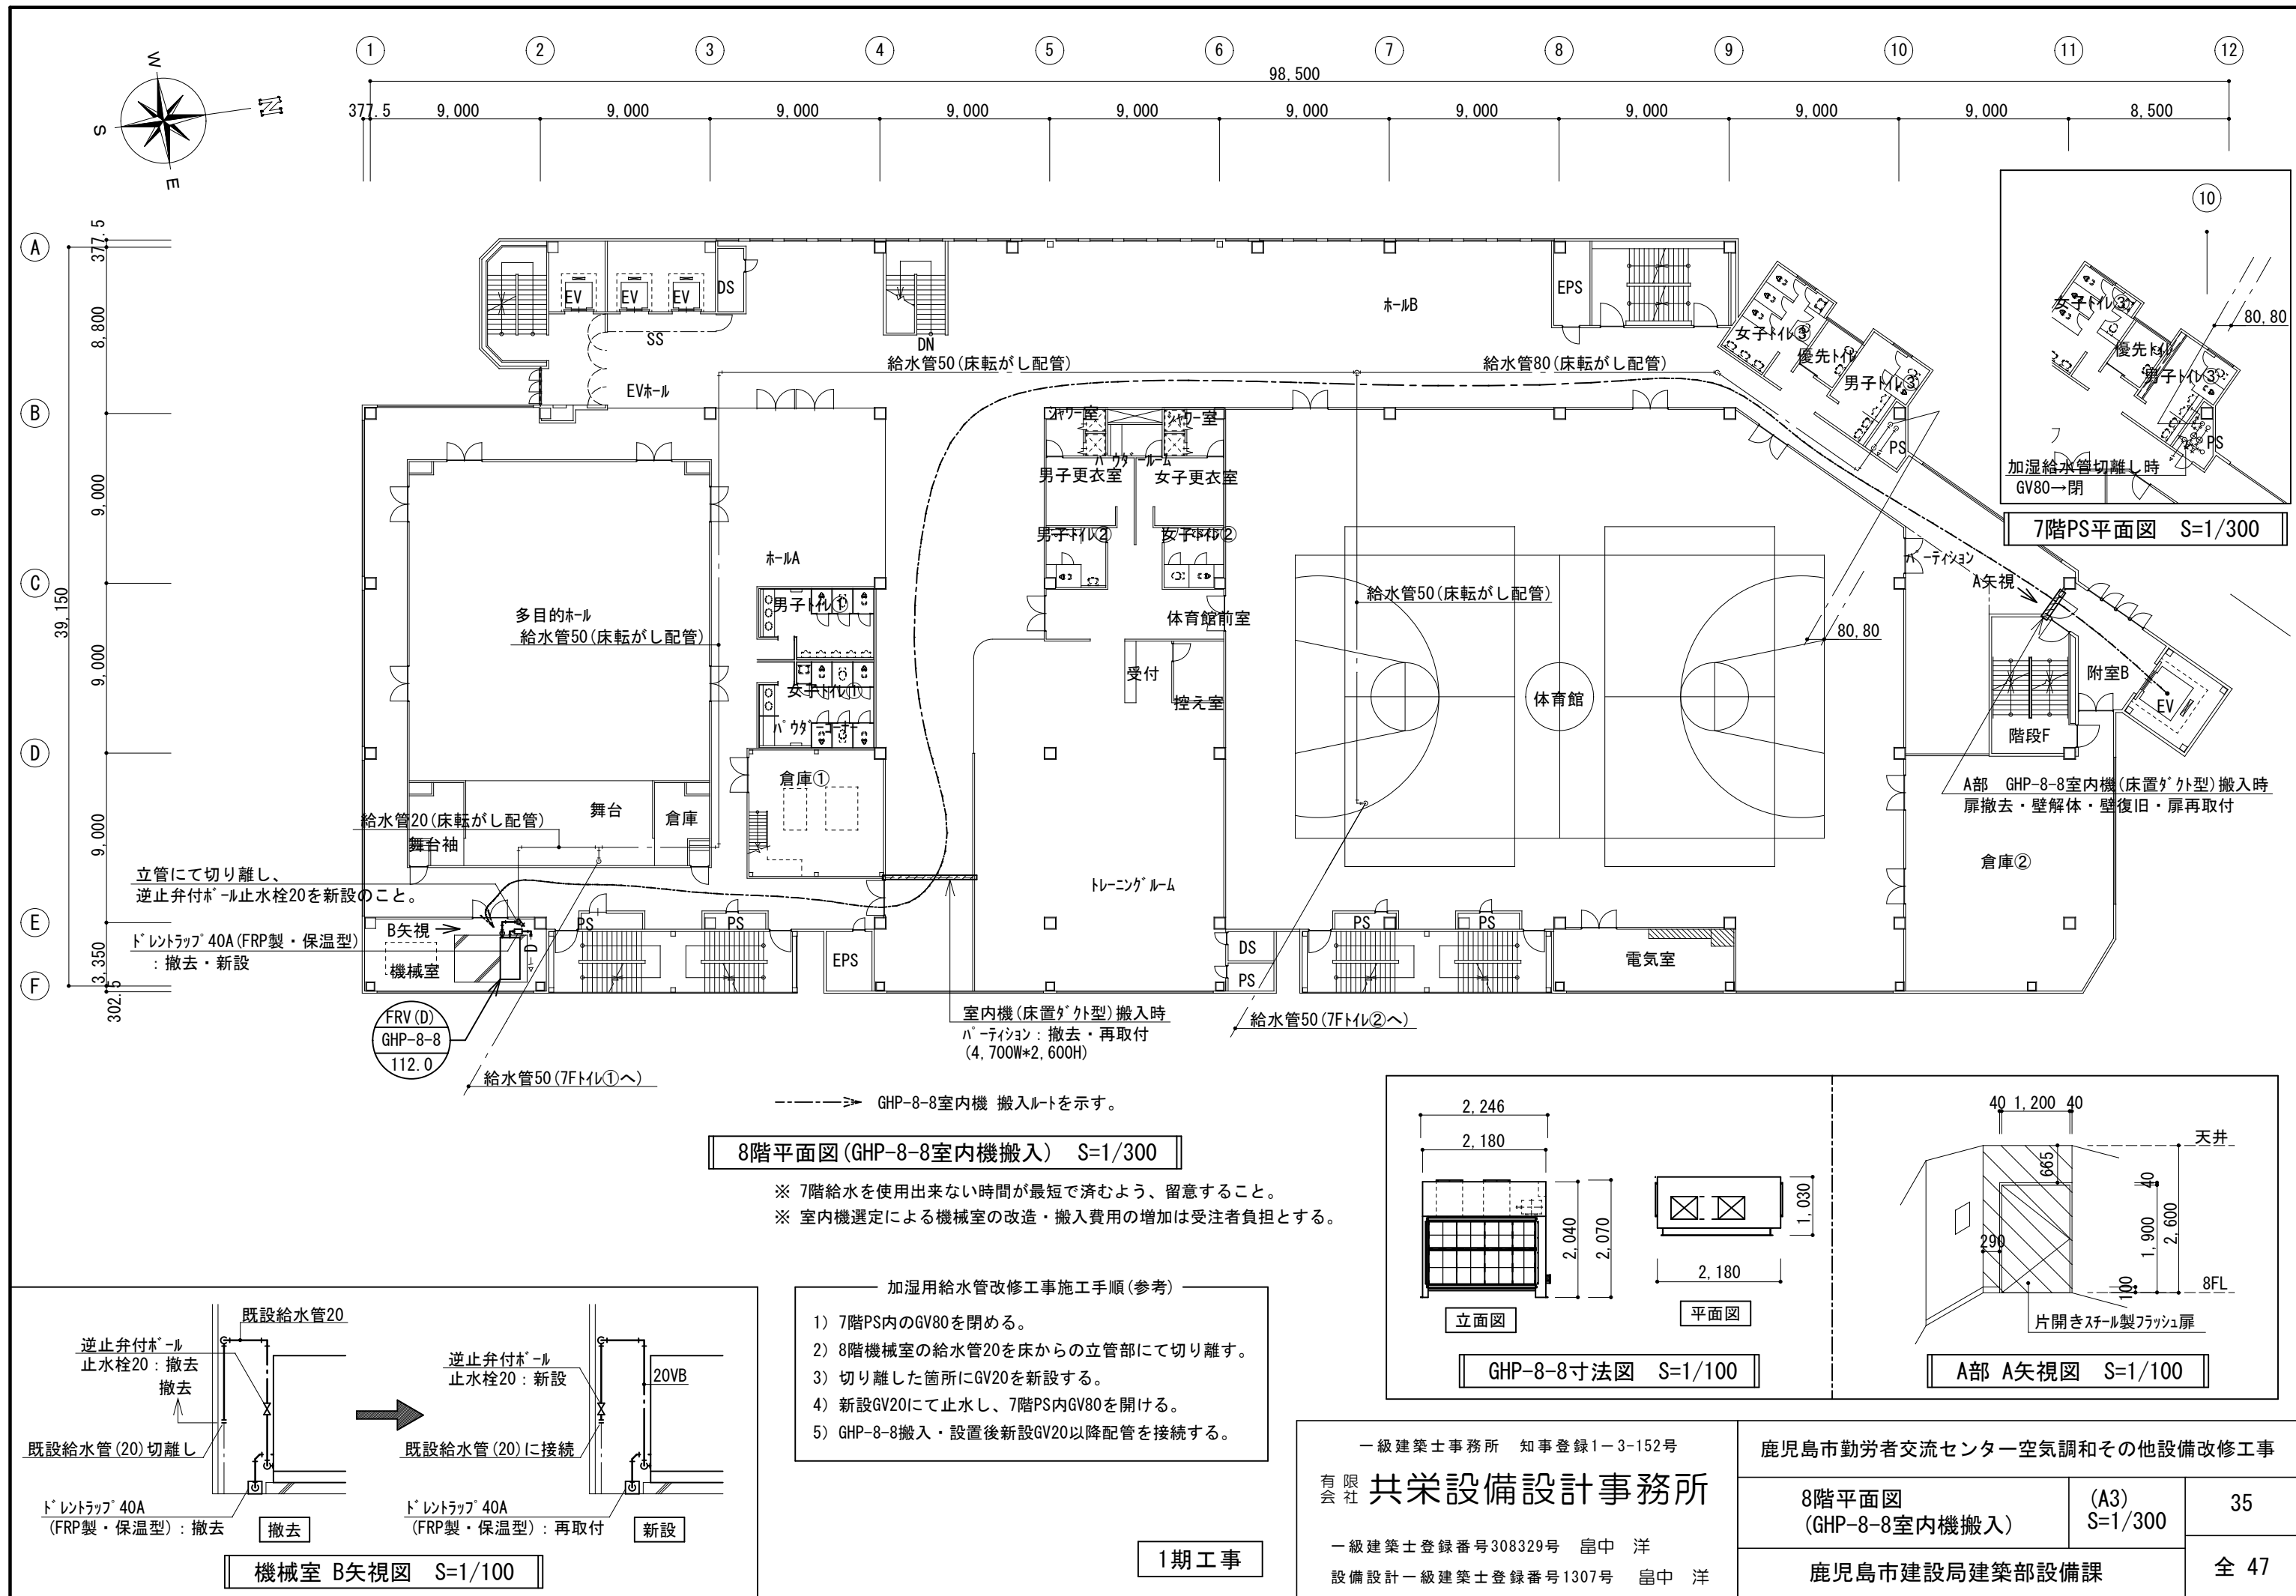 1 2 3 4 5 6 7 8 9 10 11 12
98,500
377.5 9,000 9,000 9,000 9,000 9,000 9,000 9,000 9,000 9,000 9,000 8,500
W
N
S
E
A
B
C
D
E
F
377.5
8,800
9,000
9,000
9,000
3,350
302.5
39,150
EV
EV
EV
DS
SS
DN
EVホール
ホールB
EPS
給水管50(床転がし配管)
給水管80(床転がし配管)
女子トイレ③
優先トイレ
男子トイレ③
PS
シャワー室
シャワー室
パウダールーム
男子更衣室
女子更衣室
男子トイレ②
女子トイレ②
ホールA
多目的ホール
給水管50(床転がし配管)
男子トイレ①
女子トイレ①
パウダーコーナー
体育館前室
受付
控え室
給水管50(床転がし配管)
体育館
80,80
パーティション
A矢視
附室B
EV
階段F
A部 GHP-8-8室内機(床置ダクト型)搬入時
扉撤去・壁解体・壁復旧・扉再取付
倉庫②
倉庫①
舞台
倉庫
給水管20(床転がし配管)
舞台袖
立管にて切り離し、
逆止弁付ボール止水栓20を新設のこと。
B矢視
ドレントラップ40A(FRP製・保温型)
:撤去・新設
機械室
D
PS
PS
EPS
トレーニングルーム
DS
PS
PS
PS
電気室
FRV(D)
GHP-8-8
112.0
給水管50(7Fトイレ①へ)
室内機(床置ダクト型)搬入時
パーティション:撤去・再取付
(4,700W*2,600H)
給水管50(7Fトイレ②へ)
10
女子トイレ③
優先トイレ
男子トイレ③
80,80
PS
加湿給水管切離し時
GV80→閉
7階PS平面図 S=1/300
GHP-8-8室内機 搬入ルートを示す。
8階平面図(GHP-8-8室内機搬入) S=1/300
※ 7階給水を使用出来ない時間が最短で済むよう、留意すること。
※ 室内機選定による機械室の改造・搬入費用の増加は受注者負担とする。
2,246
2,180
2,040
2,070
立面図
1,030
2,180
平面図
GHP-8-8寸法図 S=1/100
40 1,200 40
天井
665
40
1,900
2,600
290
100
8FL
片開きスチール製フラッシュ扉
A部 A矢視図 S=1/100
既設給水管20
逆止弁付ボール
止水栓20:撤去
撤去
既設給水管(20)切離し
ドレントラップ40A
(FRP製・保温型):撤去
撤去
逆止弁付ボール
止水栓20:新設
20VB
既設給水管(20)に接続
ドレントラップ40A
(FRP製・保温型):再取付
新設
機械室 B矢視図 S=1/100
加湿用給水管改修工事施工手順(参考)
1) 7階PS内のGV80を閉める。
2) 8階機械室の給水管20を床からの立管部にて切り離す。
3) 切り離した箇所にGV20を新設する。
4) 新設GV20にて止水し、7階PS内GV80を開ける。
5) GHP-8-8搬入・設置後新設GV20以降配管を接続する。
1期工事
一級建築士事務所 知事登録1-3-152号
有限会社 共栄設備設計事務所
一級建築士登録番号308329号 畠中 洋
設備設計一級建築士登録番号1307号 畠中 洋
鹿児島市勤労者交流センター空気調和その他設備改修工事
8階平面図
(GHP-8-8室内機搬入)
(A3)
S=1/300
35
鹿児島市建設局建築部設備課
全 47